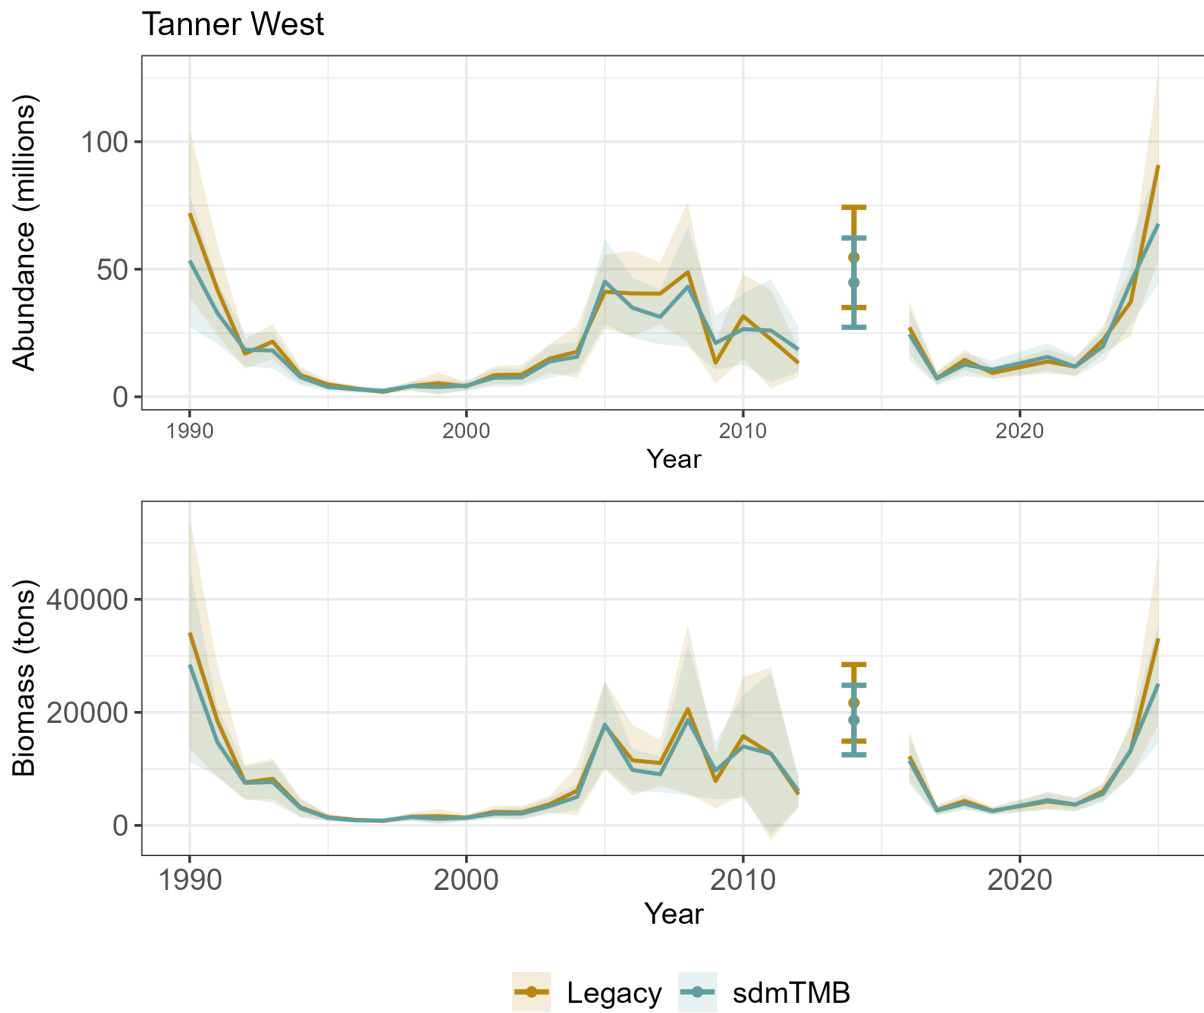 Tanner West
Abundance (millions)
100
50
0
1990 2000 2010 2020
Year
Biomass (tons)
40000
20000
0
1990 2000 2010 2020
Year
Legacy sdmTMB